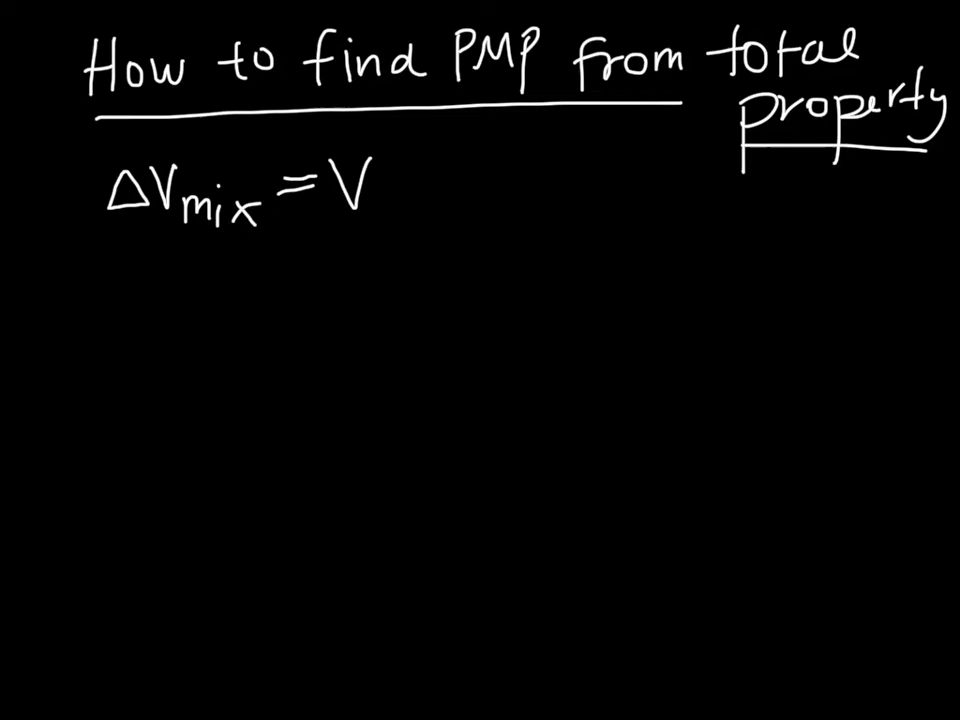 How to find PMP from total
property
ΔVmix = V